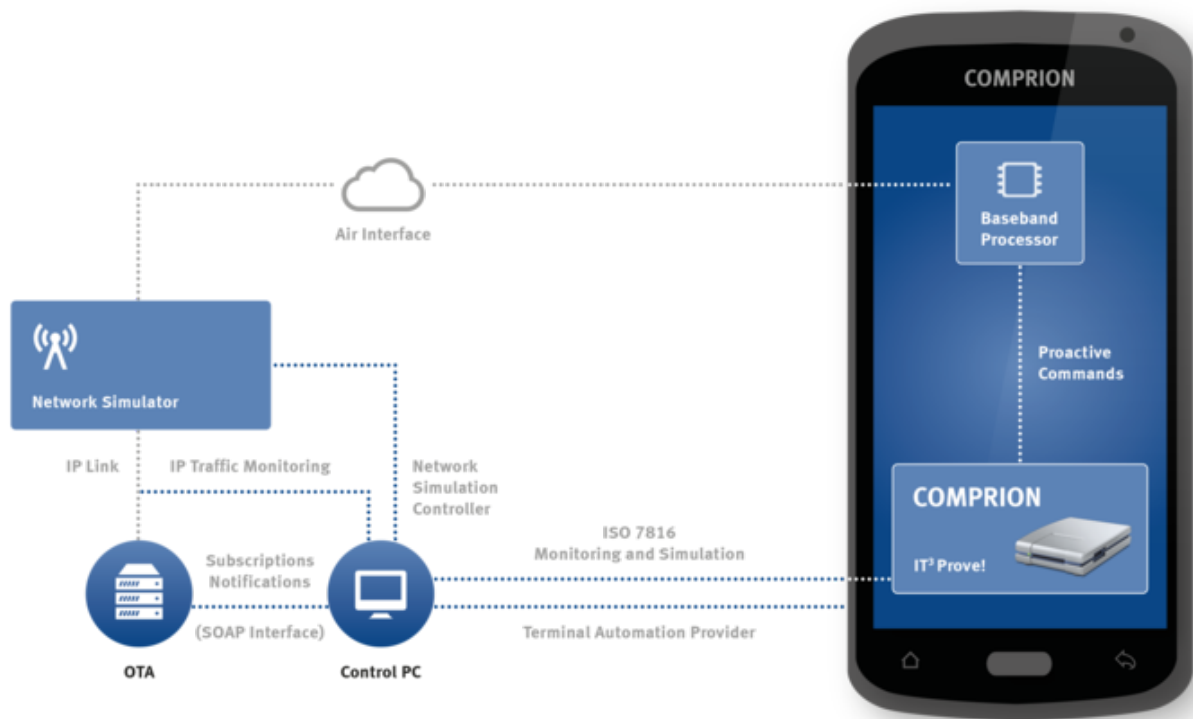 COMPRION
Baseband
Processor
Air Interface
Proactive
Commands
Network Simulator
IP Link
IP Traffic Monitoring
Network
Simulation
Controller
COMPRION
IT³ Prove!
ISO 7816
Monitoring and Simulation
Subscriptions
Notifications
(SOAP Interface)
Terminal Automation Provider
OTA
Control PC